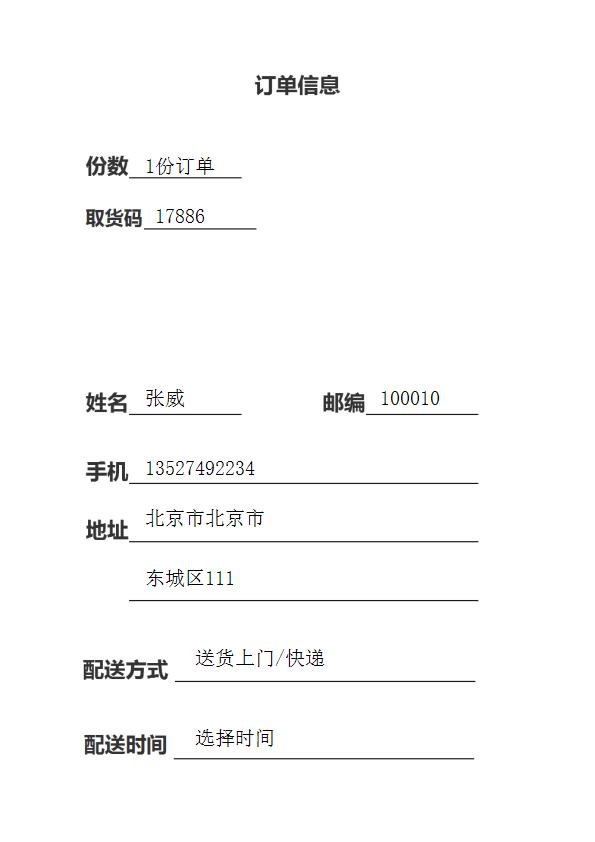 订单信息
份数 1份订单
取货码 17886
姓名 张威 邮编 100010
手机 13527492234
地址 北京市北京市
东城区111
配送方式 送货上门/快递
配送时间 选择时间